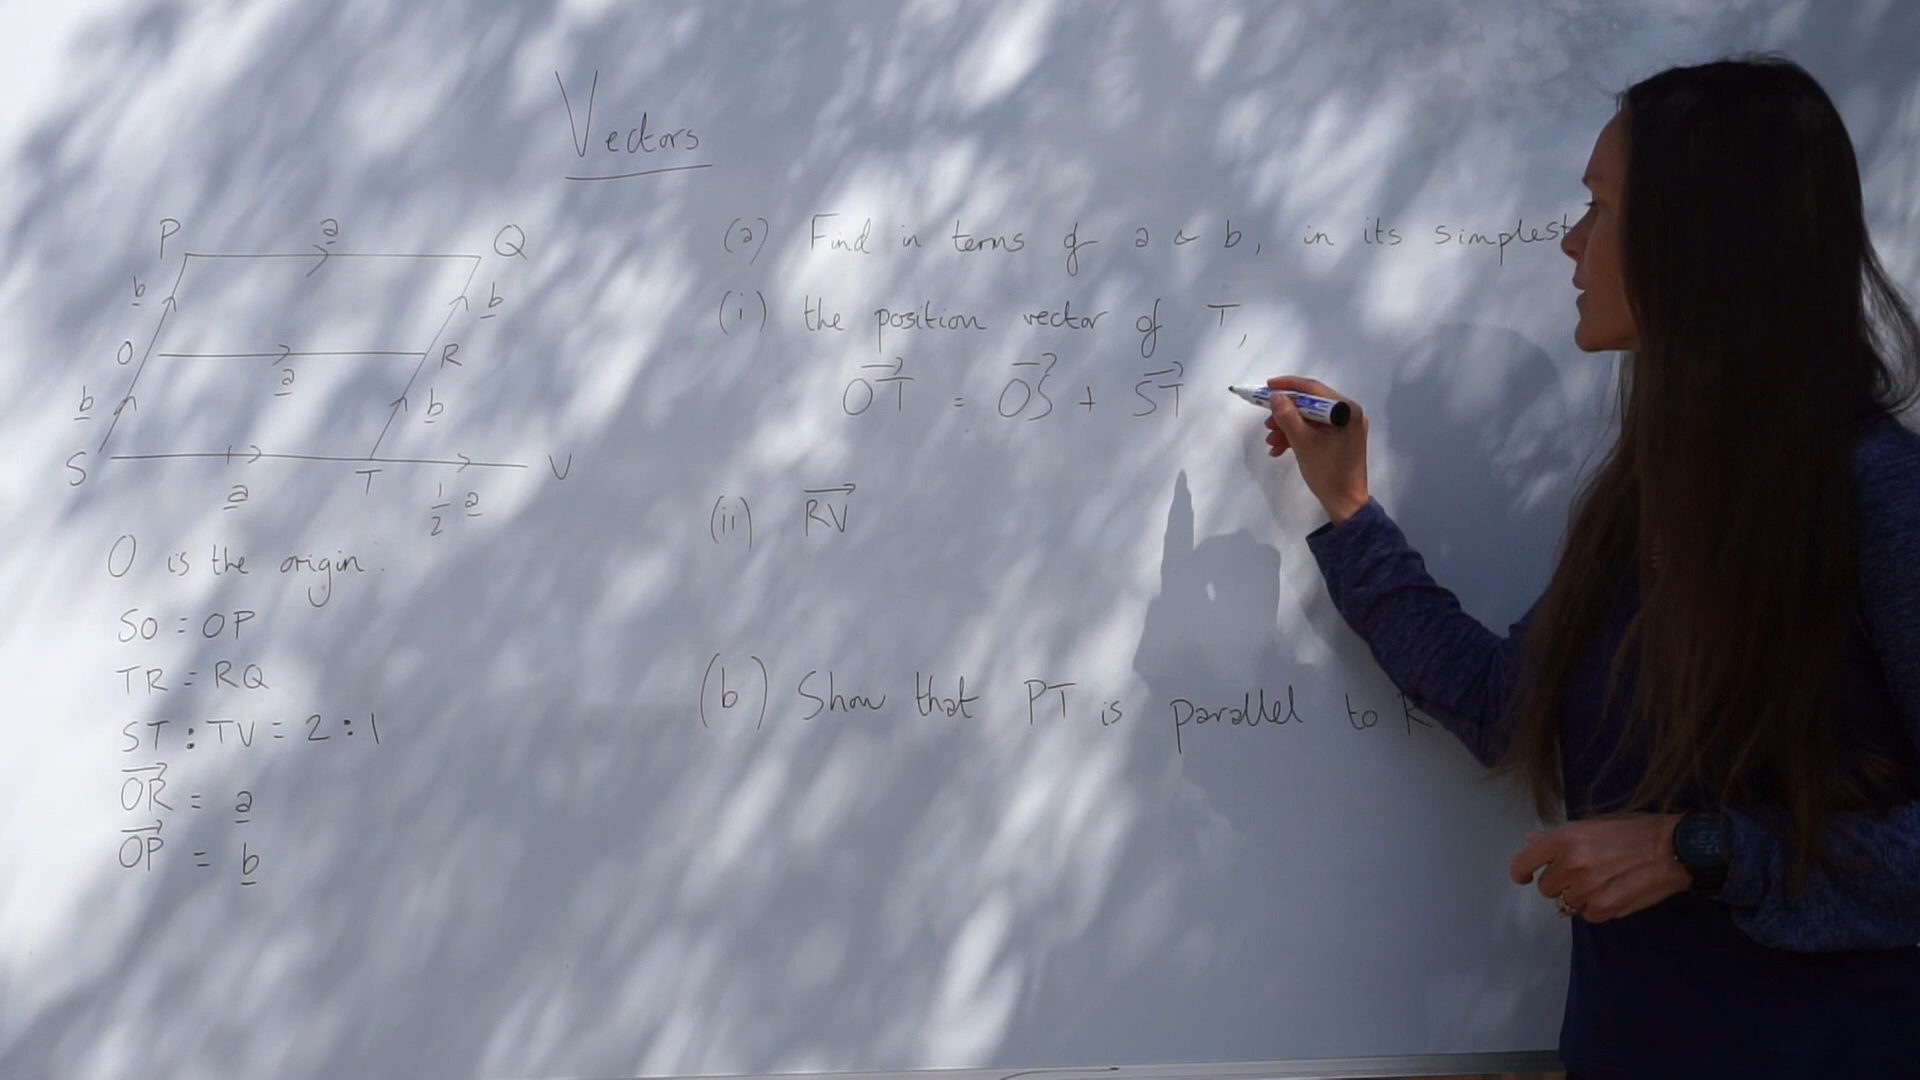 Vectors
P a Q
b b
O a R
b b
S a T 1/2 a V
O is the origin.
SO = OP
TR = RQ
ST : TV = 2 : 1
OR = a
OP = b
(a) Find in terms of a & b, in its simplest
(i) the position vector of T,
OT = OS + ST
(ii) RV
(b) Show that PT is parallel to R